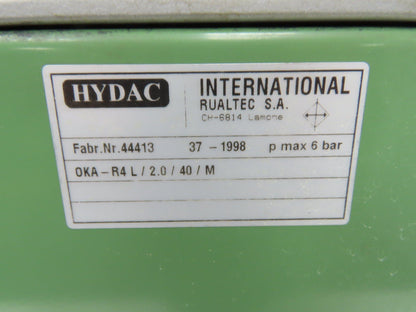 HYDAC
INTERNATIONAL
RUALTEC S.A.
CH-6814 Lamone
Fabr.Nr.44413 37 - 1998 p max 6 bar
OKA - R4 L / 2.0 / 40 / M